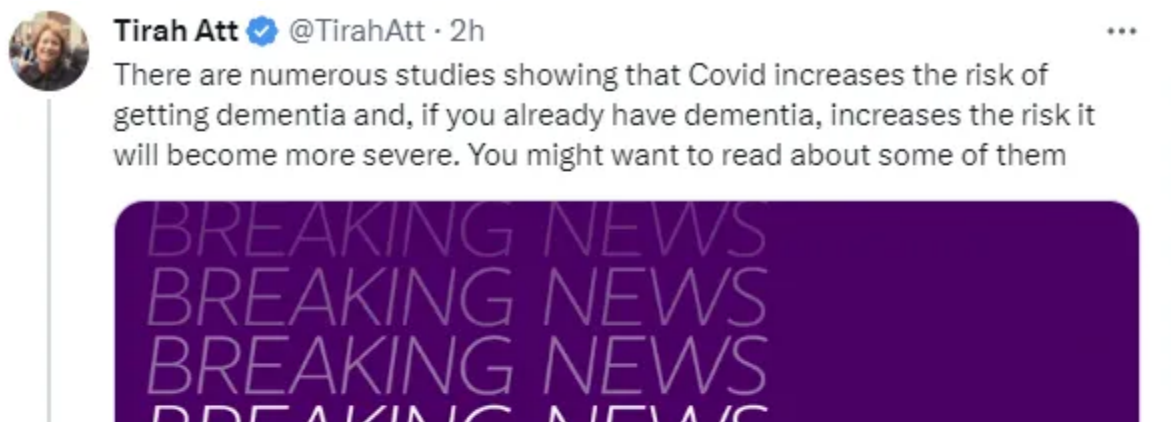 Tirah Att @TirahAtt · 2h
There are numerous studies showing that Covid increases the risk of
getting dementia and, if you already have dementia, increases the risk it
will become more severe. You might want to read about some of them
BREAKING NEWS
BREAKING NEWS
BREAKING NEWS
BREAKING NEWS